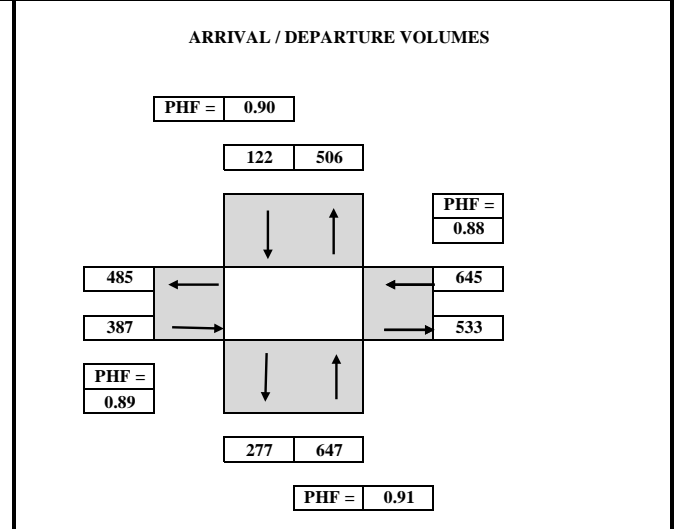 ARRIVAL / DEPARTURE VOLUMES
PHF = 0.90
122 506
PHF =
0.88
485 645
387 533
PHF =
0.89
277 647
PHF = 0.91